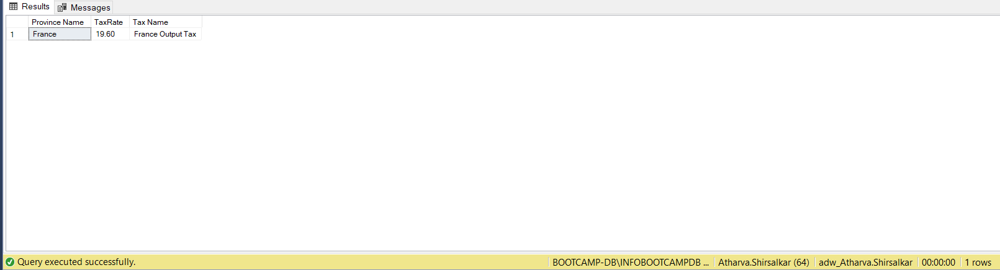 Results Messages
Province Name TaxRate Tax Name
1 France 19.60 France Output Tax
Query executed successfully. BOOTCAMP-DB\INFOBOOTCAMPDB ... Atharva.Shirsalkar (64) adw_Atharva.Shirsalkar 00:00:00 1 rows